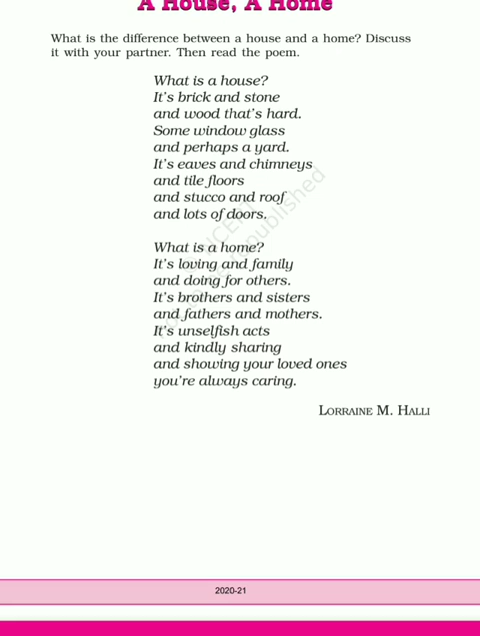 A House, A Home
What is the difference between a house and a home? Discuss
it with your partner. Then read the poem.
What is a house?
It's brick and stone
and wood that's hard.
Some window glass
and perhaps a yard.
It's eaves and chimneys
and tile floors
and stucco and roof
and lots of doors.
What is a home?
It's loving and family
and doing for others.
It's brothers and sisters
and fathers and mothers.
It's unselfish acts
and kindly sharing
and showing your loved ones
you're always caring.
LORRAINE M. HALLI
2020-21